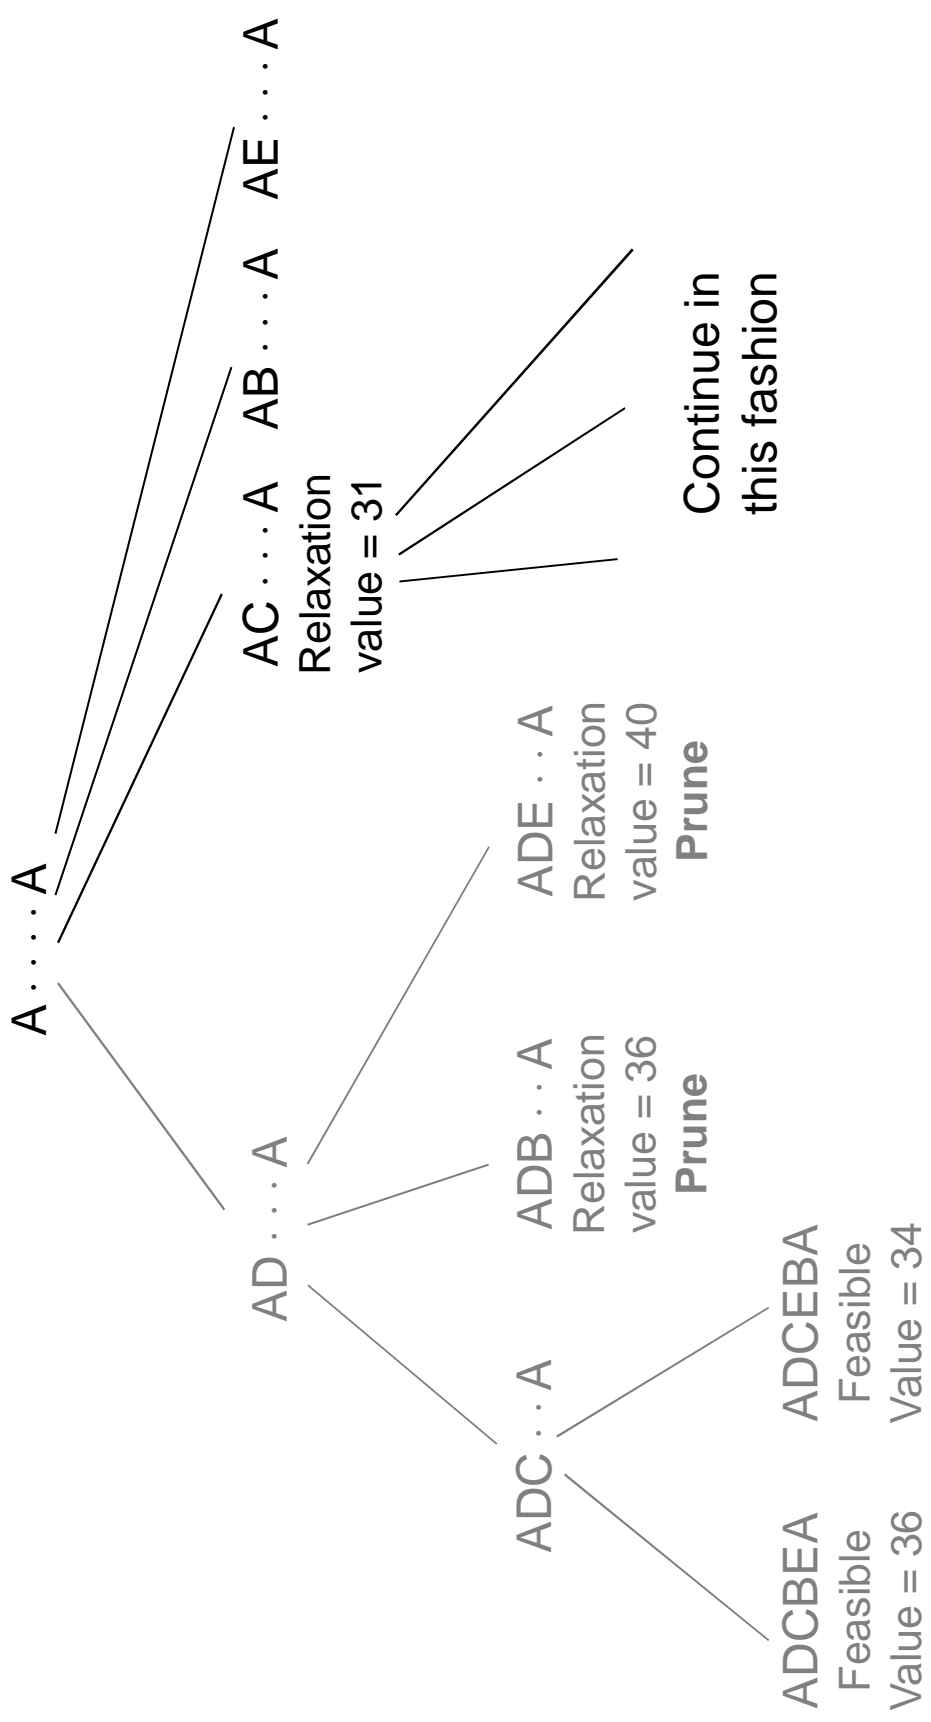 A · · · · A
AD · · · · A
AC · · · · A
Relaxation
value = 31
AB · · · · A
AE · · · · A
ADC · · · A
ADB · · · A
Relaxation
value = 36
Prune
ADE · · · A
Relaxation
value = 40
Prune
Continue in
this fashion
ADCBEA
Feasible
Value = 36
ADCEBA
Feasible
Value = 34